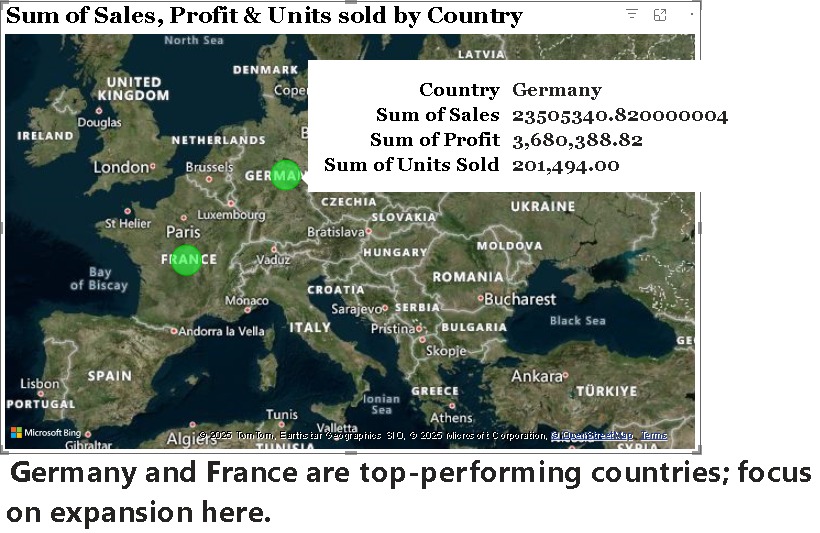 Sum of Sales, Profit & Units sold by Country
North Sea
LATVIA
DENMARK
UNITED
KINGDOM
Cope
Country Germany
Sum of Sales 23505340.820000004
Sum of Profit 3,680,388.82
Sum of Units Sold 201,494.00
Douglas
IRELAND
NETHERLANDS
London
Brussels
GERMAN
CZECHIA
UKRAINE
St Helier
Luxembourg
SLOVAKIA
Paris
Bratislava
MOLDOVA
FRANCE
Vaduz
HUNGARY
Bay
of Biscay
ROMANIA
CROATIA
Monaco
Bucharest
Sarajevo
SERBIA
Andorra la Vella
ITALY
Pristina
BULGARIA
Black Sea
Skopje
GE
SPAIN
Ankara
TÜRKIYE
Lisbon
PORTUGAL
Ionian
Sea
GREECE
Athens
Tunis
Valletta
Microsoft Bing
Gibraltar
Algiers
© 2025 TomTom, Earthstar Geographics SIO, © 2025 Microsoft Corporation, © OpenStreetMap Terms
TUNISIA
SYRIA
Germany and France are top-performing countries; focus
on expansion here.